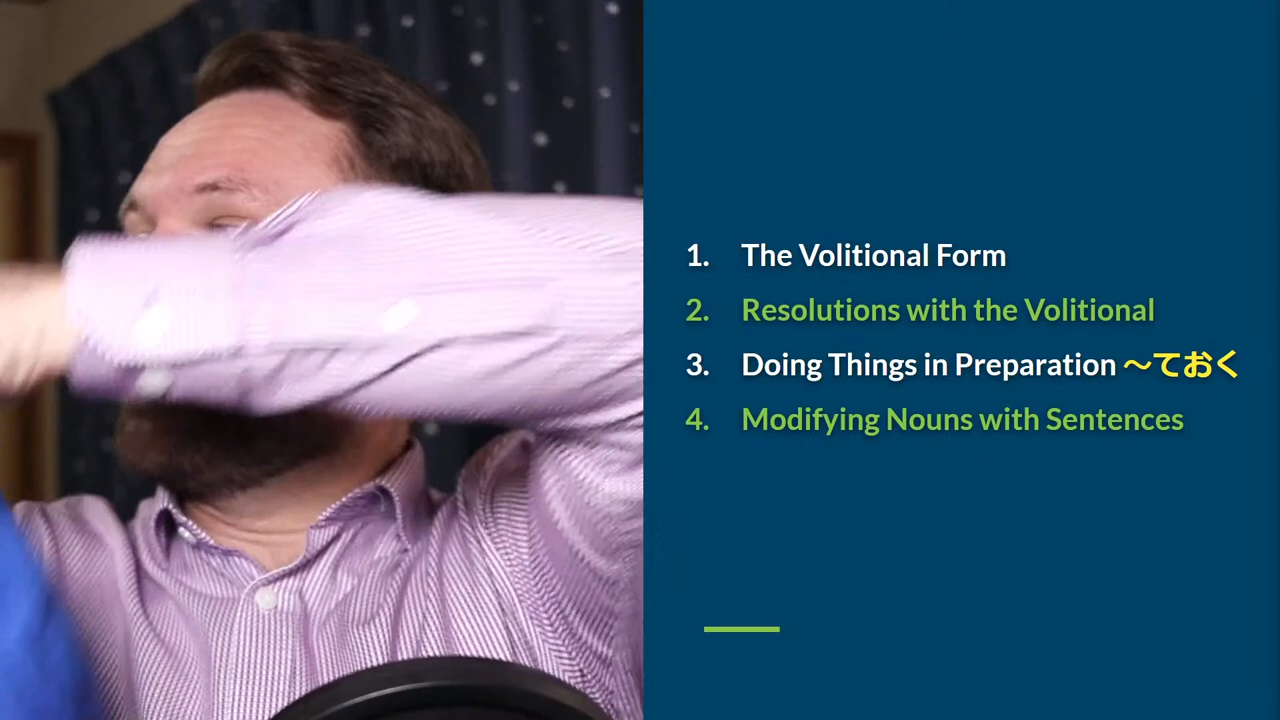 1. The Volitional Form
2. Resolutions with the Volitional
3. Doing Things in Preparation ～ておく
4. Modifying Nouns with Sentences